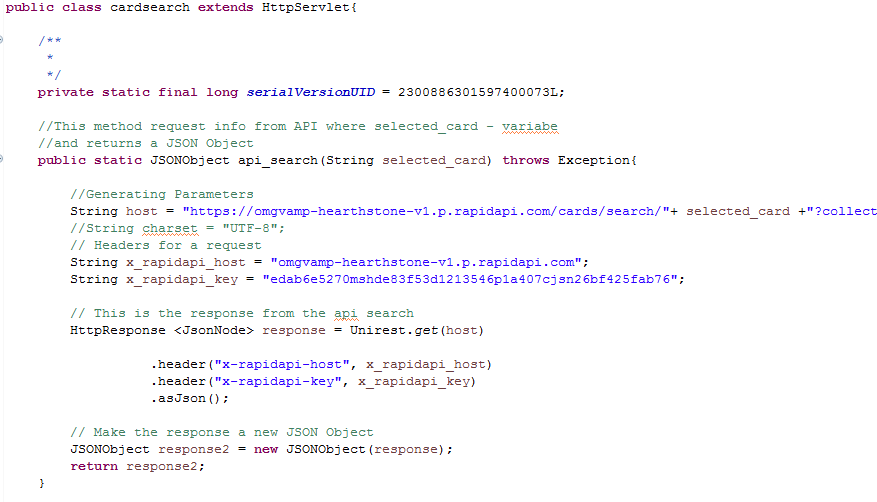 public class cardsearch extends HttpServlet{
/**
*
*/
private static final long serialVersionUID = 2300886301597400073L;
//This method request info from API where selected_card - variabe
//and returns a JSON Object
public static JSONObject api_search(String selected_card) throws Exception{
//Generating Parameters
String host = "https://omgvamp-hearthstone-v1.p.rapidapi.com/cards/search/"+ selected_card +"?collect
//String charset = "UTF-8";
// Headers for a request
String x_rapidapi_host = "omgvamp-hearthstone-v1.p.rapidapi.com";
String x_rapidapi_key = "edab6e5270mshde83f53d1213546p1a407cjsn26bf425fab76";
// This is the response from the api search
HttpResponse <JsonNode> response = Unirest.get(host)
.header("x-rapidapi-host", x_rapidapi_host)
.header("x-rapidapi-key", x_rapidapi_key)
.asJson();
// Make the response a new JSON Object
JSONObject response2 = new JSONObject(response);
return response2;
}